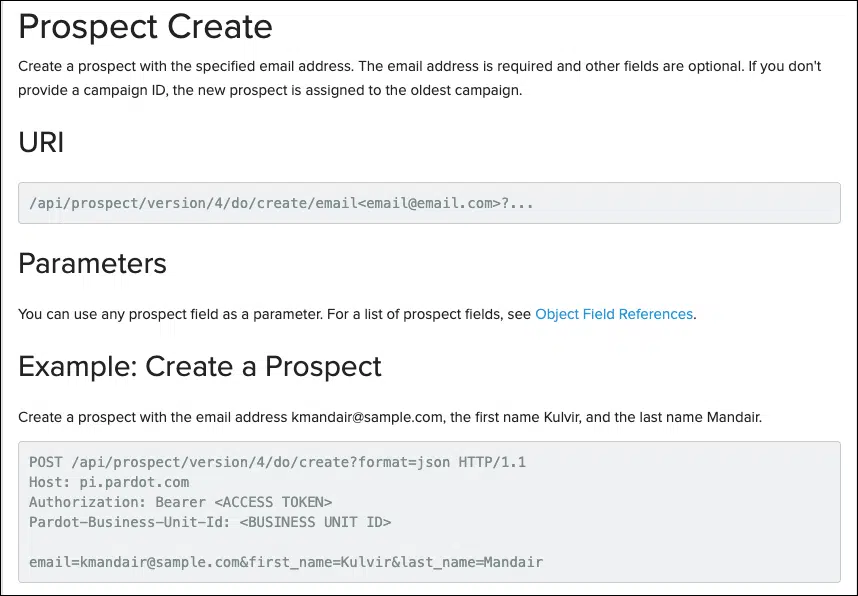 Prospect Create
Create a prospect with the specified email address. The email address is required and other fields are optional. If you don't
provide a campaign ID, the new prospect is assigned to the oldest campaign.
URI
/api/prospect/version/4/do/create/email<email@email.com>?...
Parameters
You can use any prospect field as a parameter. For a list of prospect fields, see Object Field References.
Example: Create a Prospect
Create a prospect with the email address kmandair@sample.com, the first name Kulvir, and the last name Mandair.
POST /api/prospect/version/4/do/create?format=json HTTP/1.1
Host: pi.pardot.com
Authorization: Bearer <ACCESS TOKEN>
Pardot-Business-Unit-Id: <BUSINESS UNIT ID>
email=kmandair@sample.com&first_name=Kulvir&last_name=Mandair